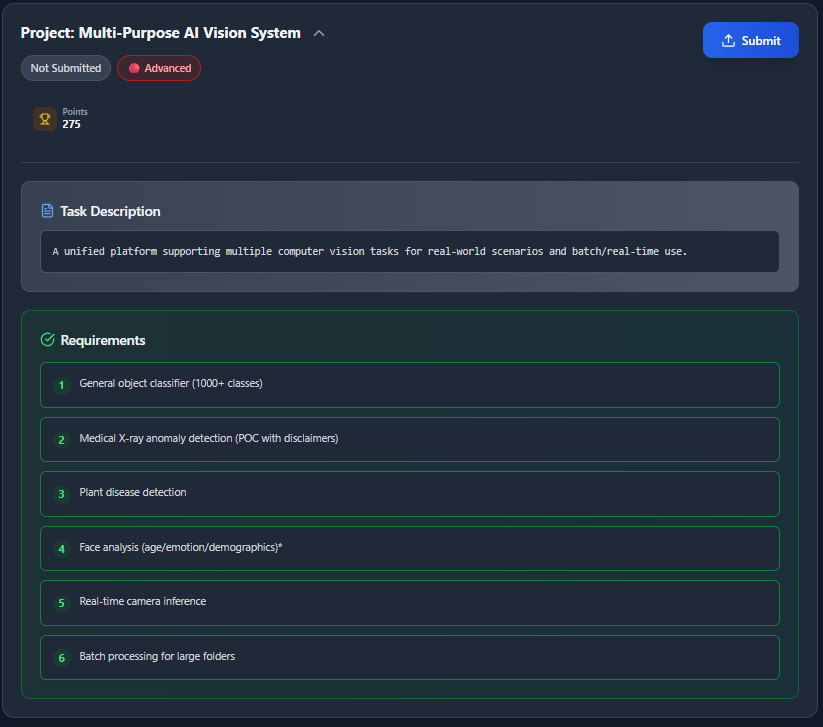 Project: Multi-Purpose AI Vision System
Submit
Not Submitted
Advanced
Points
275
Task Description
A unified platform supporting multiple computer vision tasks for real-world scenarios and batch/real-time use.
Requirements
1 General object classifier (1000+ classes)
2 Medical X-ray anomaly detection (POC with disclaimers)
3 Plant disease detection
4 Face analysis (age/emotion/demographics)*
5 Real-time camera inference
6 Batch processing for large folders